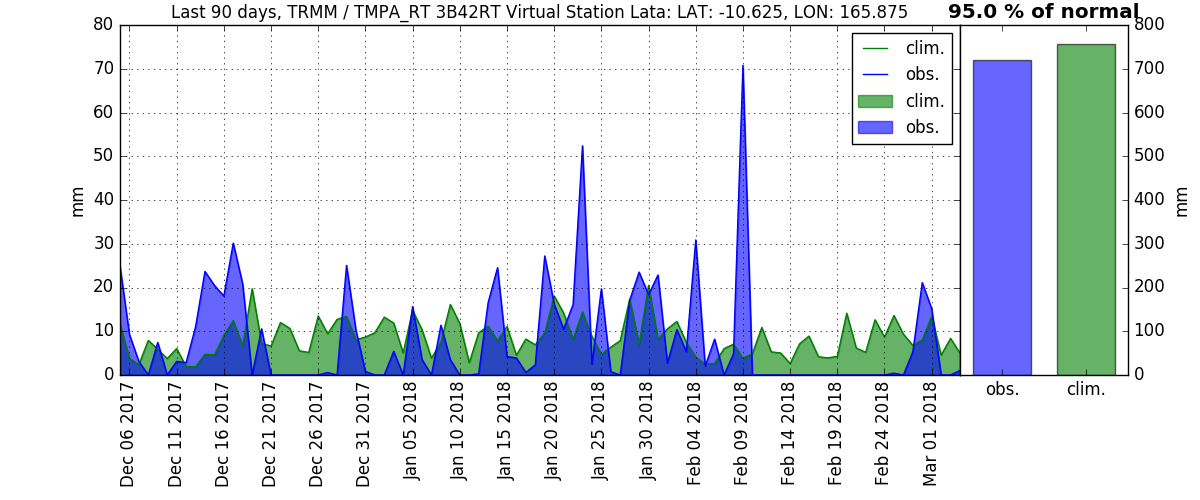 Last 90 days, TRMM / TMPA_RT 3B42RT Virtual Station Lata: LAT: -10.625, LON: 165.875
95.0 % of normal
mm
80
70
60
50
40
30
20
10
0
clim.
obs.
clim.
obs.
Dec 06 2017
Dec 11 2017
Dec 16 2017
Dec 21 2017
Dec 26 2017
Dec 31 2017
Jan 05 2018
Jan 10 2018
Jan 15 2018
Jan 20 2018
Jan 25 2018
Jan 30 2018
Feb 04 2018
Feb 09 2018
Feb 14 2018
Feb 19 2018
Feb 24 2018
Mar 01 2018
800
700
600
500
400
300
200
100
0
mm
obs.
clim.